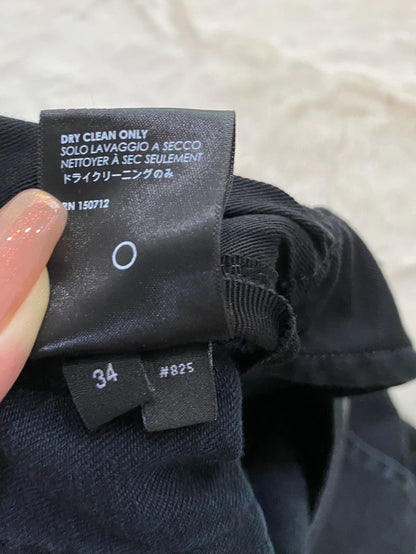 DRY CLEAN ONLY
SOLO LAVAGGIO A SECCO
NETTOYER À SEC SEULEMENT
ドライクリーニングのみ
RN 150712
34
#825